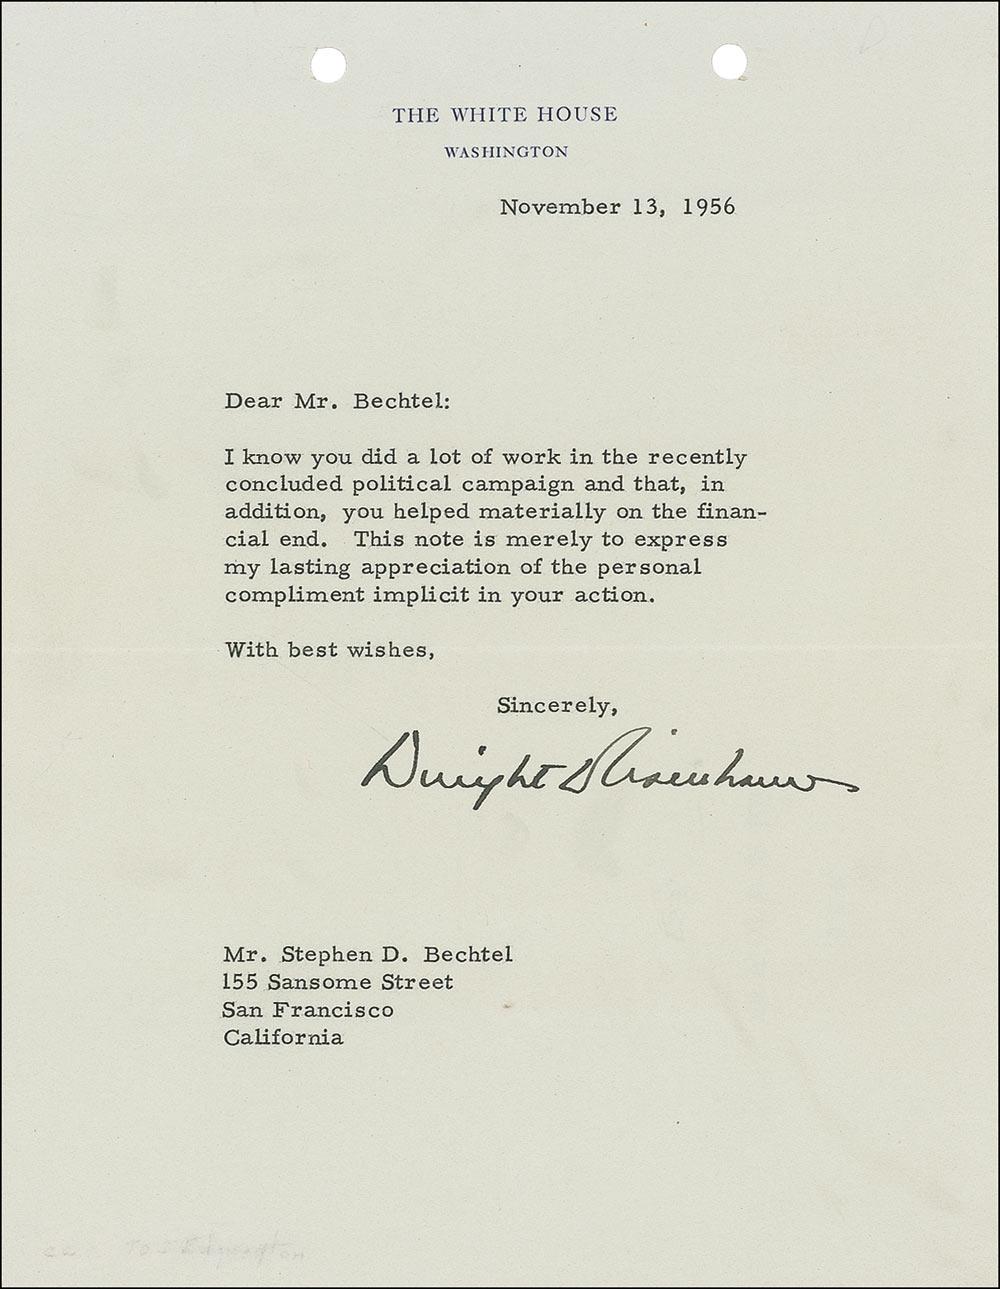 THE WHITE HOUSE
WASHINGTON
November 13, 1956
Dear Mr. Bechtel:
I know you did a lot of work in the recently
concluded political campaign and that, in
addition, you helped materially on the finan-
cial end. This note is merely to express
my lasting appreciation of the personal
compliment implicit in your action.
With best wishes,
Sincerely,
Dwight D Eisenhower
Mr. Stephen D. Bechtel
155 Sansome Street
San Francisco
California